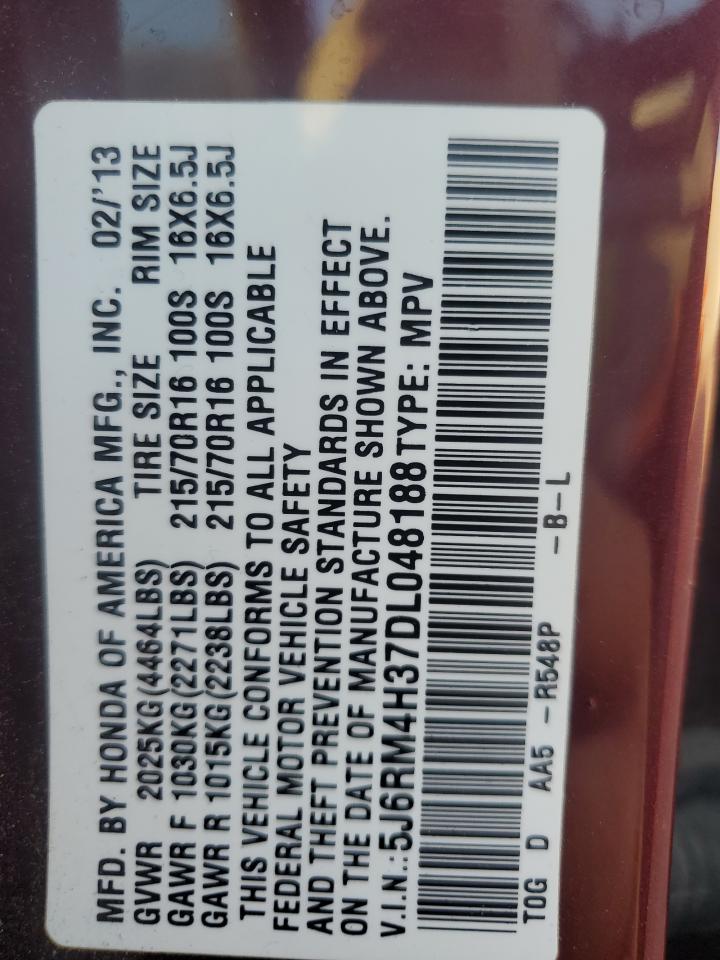 MFD. BY HONDA OF AMERICA MFG., INC. 02/'13
GVWR 2025KG(4464LBS) TIRE SIZE RIM SIZE
GAWR F 1030KG(2271LBS) 215/70R16 100S 16X6.5J
GAWR R 1015KG(2238LBS) 215/70R16 100S 16X6.5J
THIS VEHICLE CONFORMS TO ALL APPLICABLE
FEDERAL MOTOR VEHICLE SAFETY
AND THEFT PREVENTION STANDARDS IN EFFECT
ON THE DATE OF MANUFACTURE SHOWN ABOVE.
V.I.N.:5J6RM4H37DL048188 TYPE: MPV
T0G D AA5 -R548P -B-L